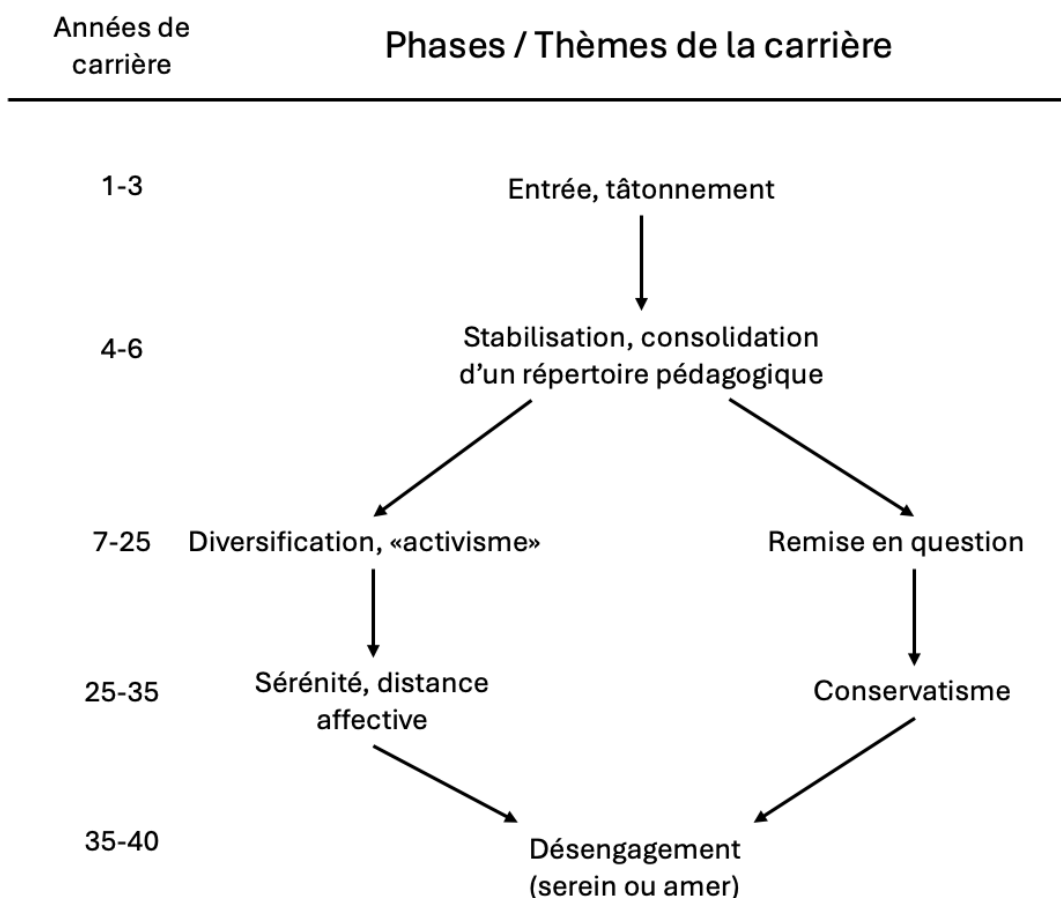 Années de
carrière
Phases / Thèmes de la carrière
1-3
Entrée, tâtonnement
4-6
Stabilisation, consolidation
d’un répertoire pédagogique
7-25
Diversification, «activisme»
Remise en question
25-35
Sérénité, distance
affective
Conservatisme
35-40
Désengagement
(serein ou amer)